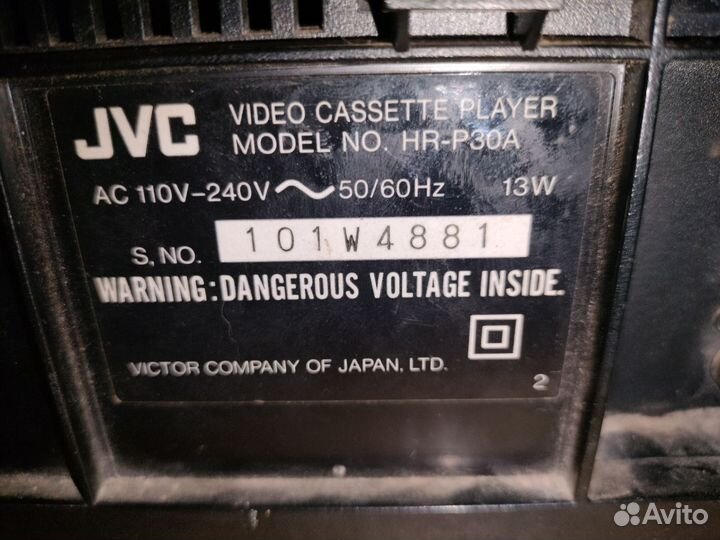 JVC VIDEO CASSETTE PLAYER
MODEL NO. HR-P30A
AC 110V-240V ～ 50/60Hz 13W
S. NO. 101W4881
WARNING: DANGEROUS VOLTAGE INSIDE.
VICTOR COMPANY OF JAPAN, LTD.
2
Avito